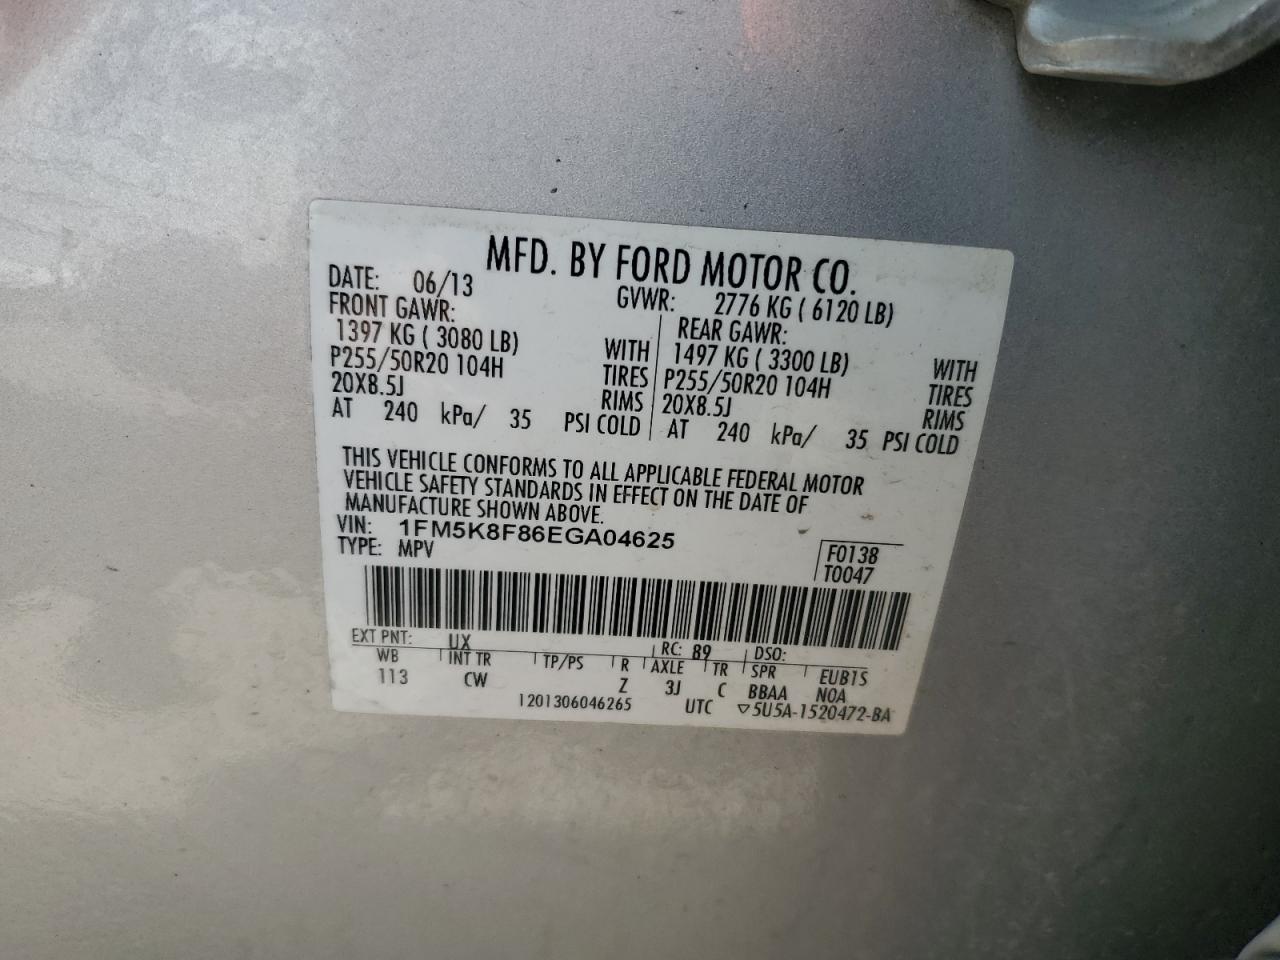 MFD. BY FORD MOTOR CO.
DATE: 06/13 GVWR: 2776 KG ( 6120 LB)
FRONT GAWR: REAR GAWR:
1397 KG ( 3080 LB) WITH 1497 KG ( 3300 LB) WITH
P255/50R20 104H TIRES P255/50R20 104H TIRES
20X8.5J RIMS 20X8.5J RIMS
AT 240 kPa/ 35 PSI COLD AT 240 kPa/ 35 PSI COLD
THIS VEHICLE CONFORMS TO ALL APPLICABLE FEDERAL MOTOR
VEHICLE SAFETY STANDARDS IN EFFECT ON THE DATE OF
MANUFACTURE SHOWN ABOVE.
VIN: 1FM5K8F86EGA04625
TYPE: MPV F0138
T0047
EXT PNT: UX RC: 89 DSO:
WB INT TR TP/PS R AXLE TR SPR EUB1S
113 CW Z 3J C BBAA NOA
1201306046265 UTC ▽5U5A-1520472-BA